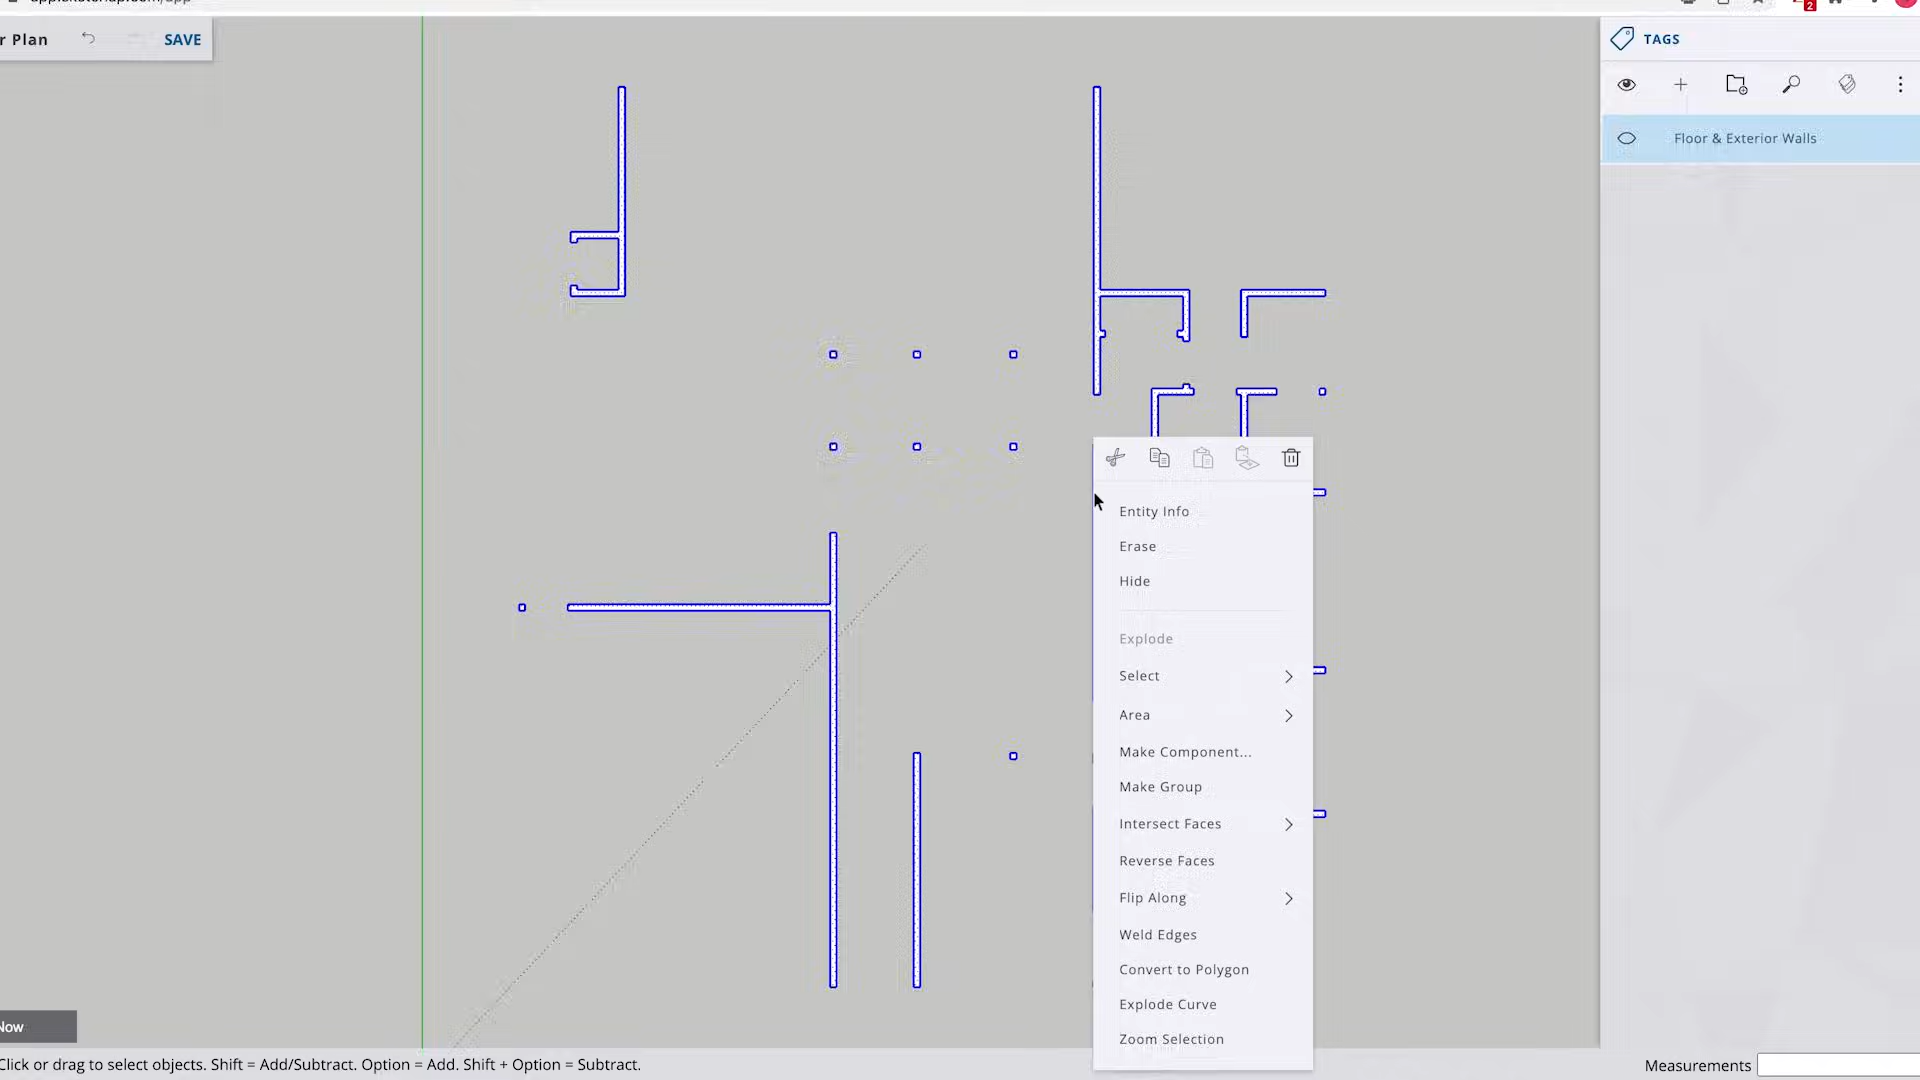 r Plan
SAVE
2
TAGS
Floor & Exterior Walls
Entity Info
Erase
Hide
Explode
Select
Area
Make Component...
Make Group
Intersect Faces
Reverse Faces
Flip Along
Weld Edges
Convert to Polygon
Explode Curve
Zoom Selection
Now
Click or drag to select objects. Shift = Add/Subtract. Option = Add. Shift + Option = Subtract.
Measurements